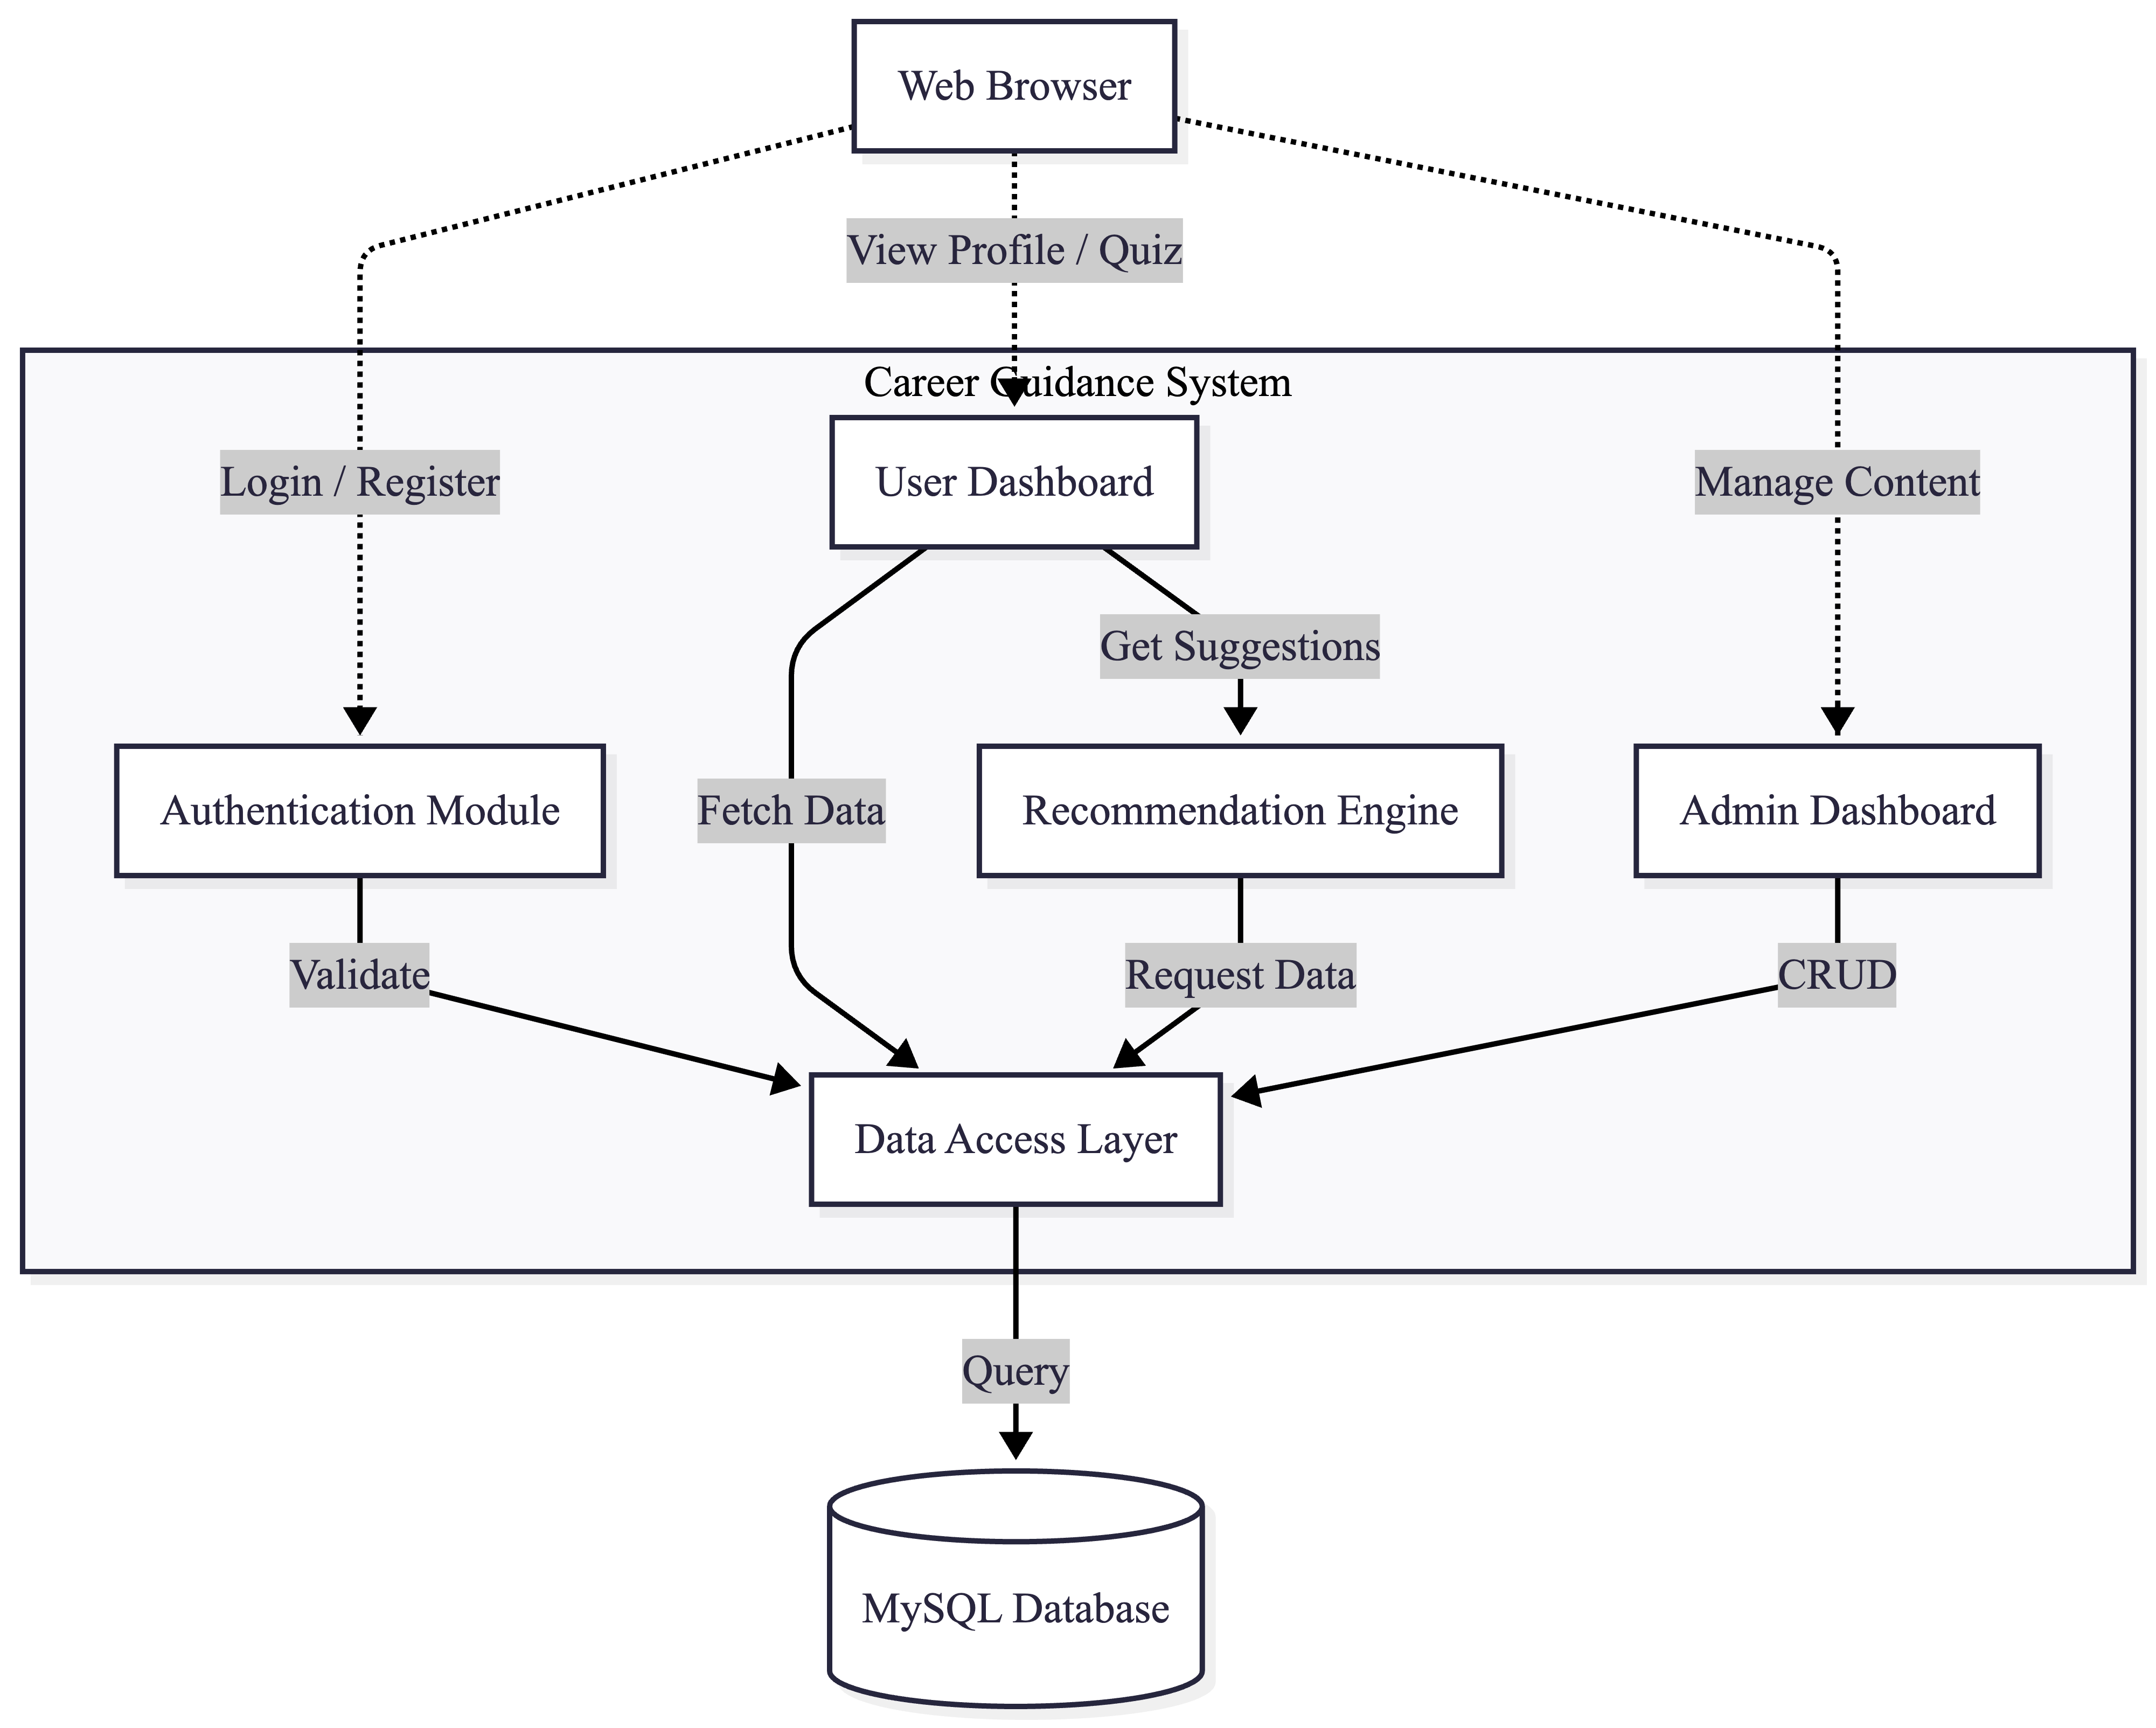 Web Browser
View Profile / Quiz
Career Guidance System
Login / Register
User Dashboard
Manage Content
Get Suggestions
Authentication Module
Fetch Data
Recommendation Engine
Admin Dashboard
Validate
Request Data
CRUD
Data Access Layer
Query
MySQL Database